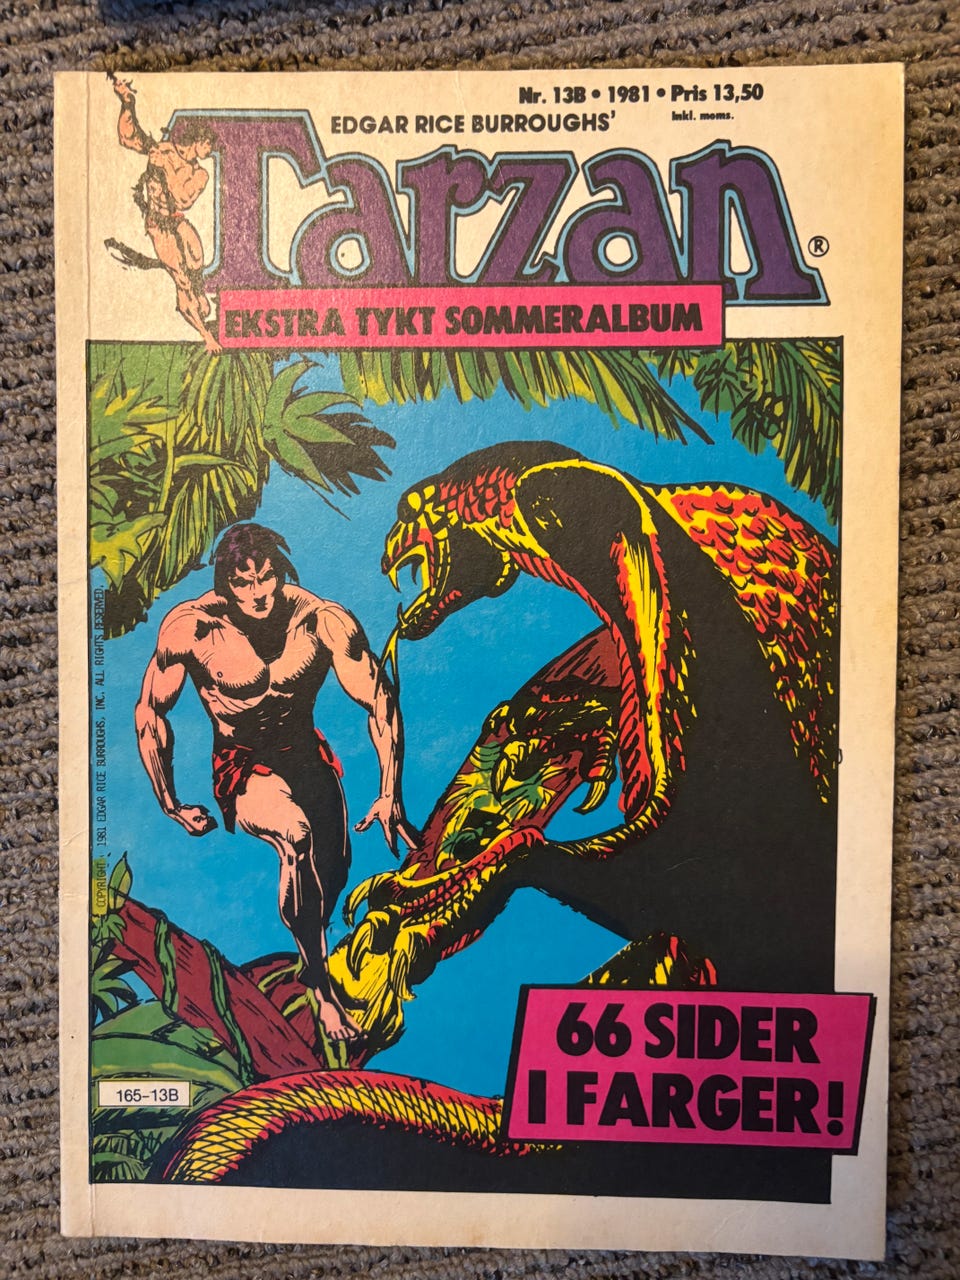 Nr. 13B • 1981 • Pris 13,50
Inkl. moms.
EDGAR RICE BURROUGHS'
Tarzan®
EKSTRA TYKT SOMMERALBUM
COPYRIGHT © 1981 EDGAR RICE BURROUGHS, INC. ALL RIGHTS RESERVED.
66 SIDER
I FARGER!
165-13B